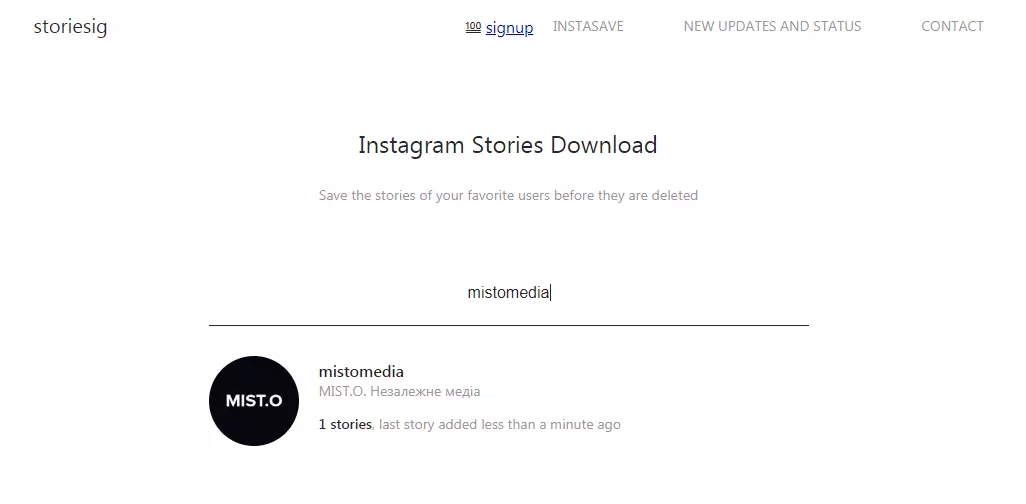 storiesig
100 signup INSTASAVE NEW UPDATES AND STATUS CONTACT
Instagram Stories Download
Save the stories of your favorite users before they are deleted
mistomedia
MIST.O
mistomedia
MIST.O. Незалежне медіа
1 stories, last story added less than a minute ago